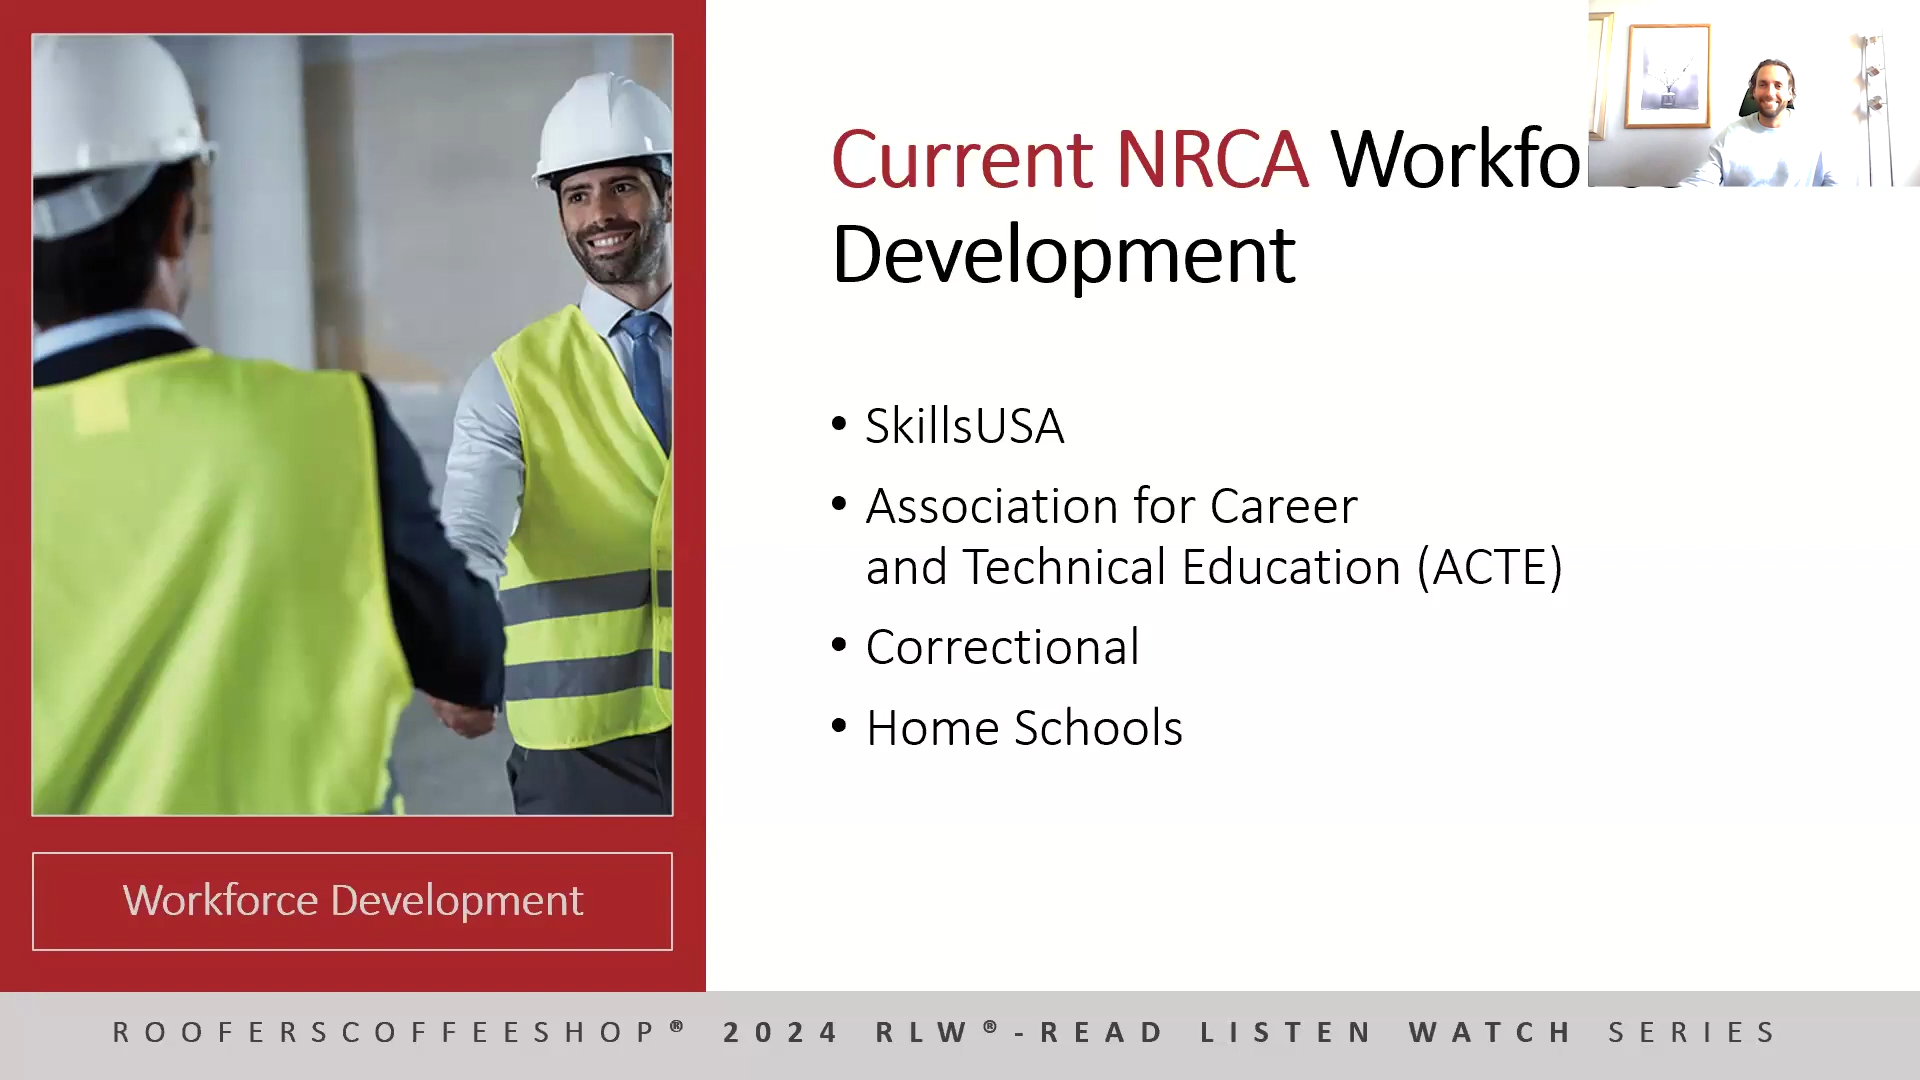 Current NRCA Workfo
Development
• SkillsUSA
• Association for Career
and Technical Education (ACTE)
• Correctional
• Home Schools
Workforce Development
ROOFERSCOFFEESHOP® 2024 RLW®-READ LISTEN WATCH SERIES